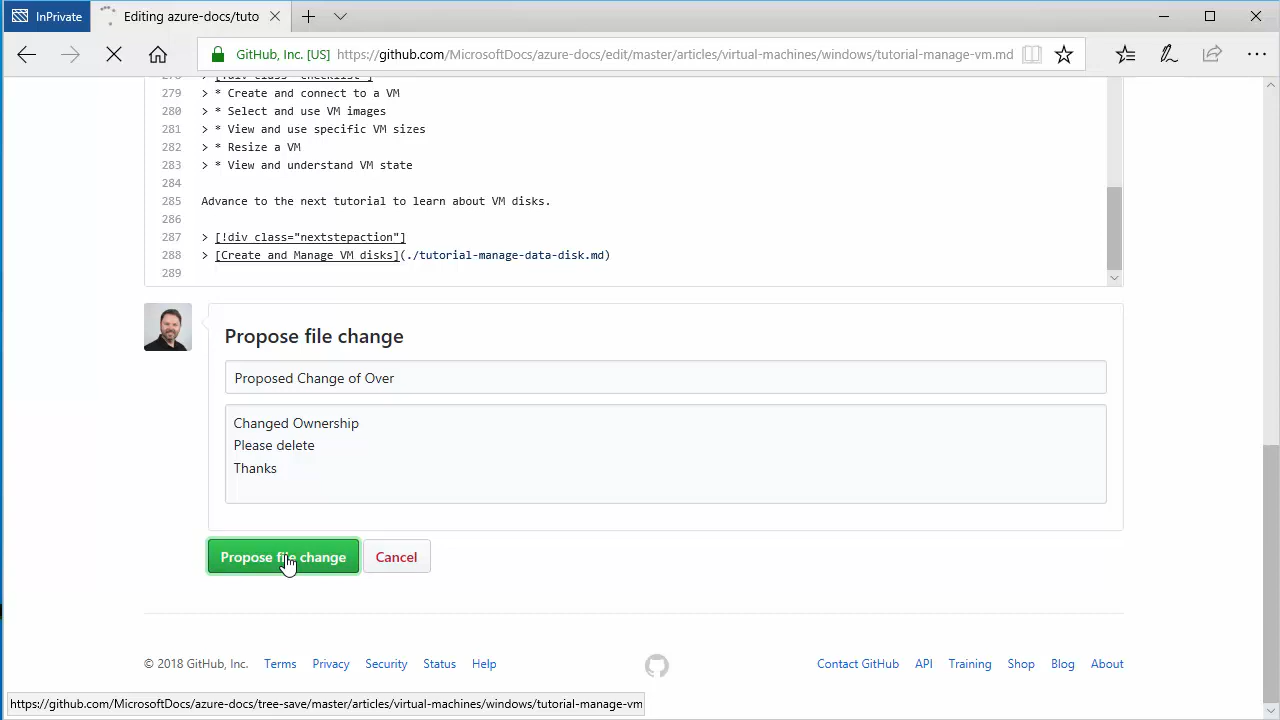 InPrivate
Editing azure-docs/tuto
GitHub, Inc. [US] https://github.com/MicrosoftDocs/azure-docs/edit/master/articles/virtual-machines/windows/tutorial-manage-vm.md
278 > [!div class="checklist"]
279 > * Create and connect to a VM
280 > * Select and use VM images
281 > * View and use specific VM sizes
282 > * Resize a VM
283 > * View and understand VM state
284
285 Advance to the next tutorial to learn about VM disks.
286
287 > [!div class="nextstepaction"]
288 > [Create and Manage VM disks](./tutorial-manage-data-disk.md)
289
Propose file change
Proposed Change of Over
Changed Ownership
Please delete
Thanks
Propose file change Cancel
© 2018 GitHub, Inc. Terms Privacy Security Status Help Contact GitHub API Training Shop Blog About
https://github.com/MicrosoftDocs/azure-docs/tree-save/master/articles/virtual-machines/windows/tutorial-manage-vm